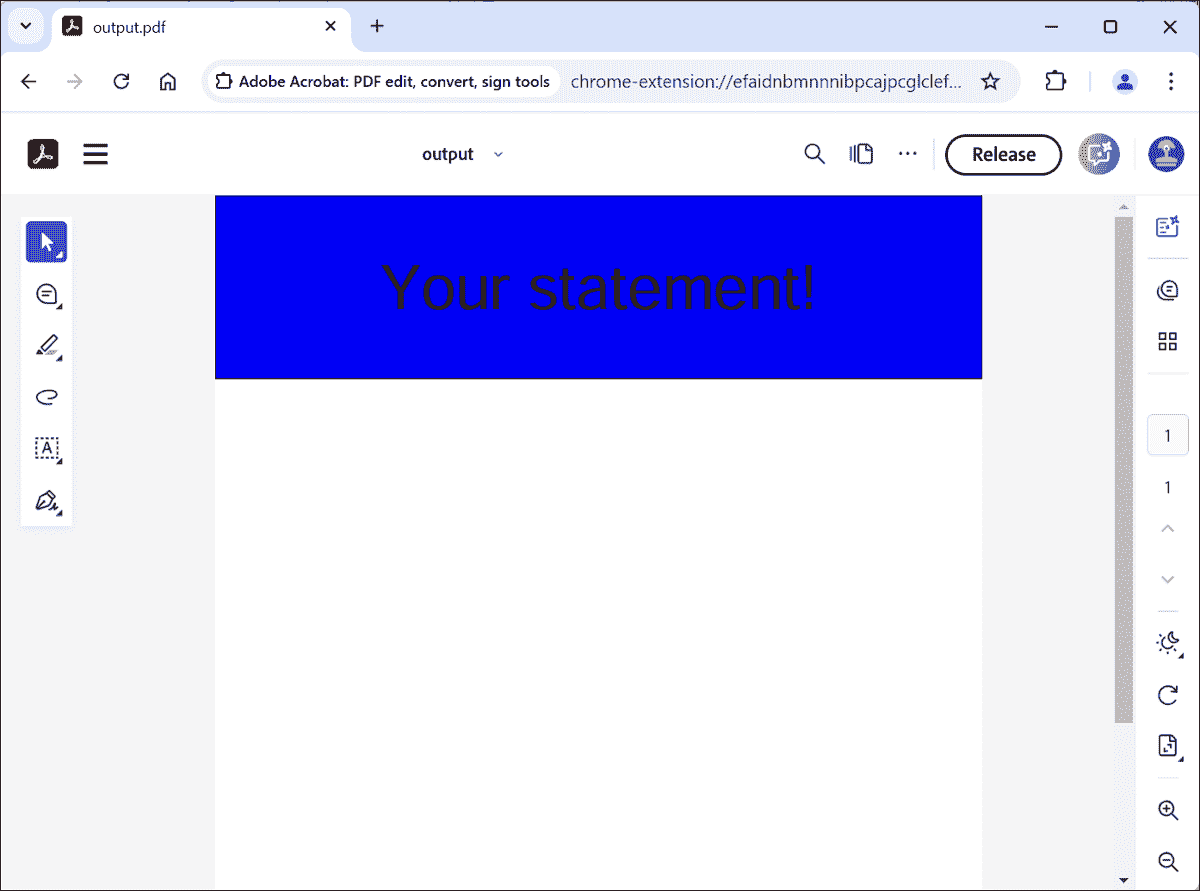 output.pdf
Adobe Acrobat: PDF edit, convert, sign tools
chrome-extension://efaidnbmnnnibpcajpcglclef...
output
Release
Your statement!
A
1
1